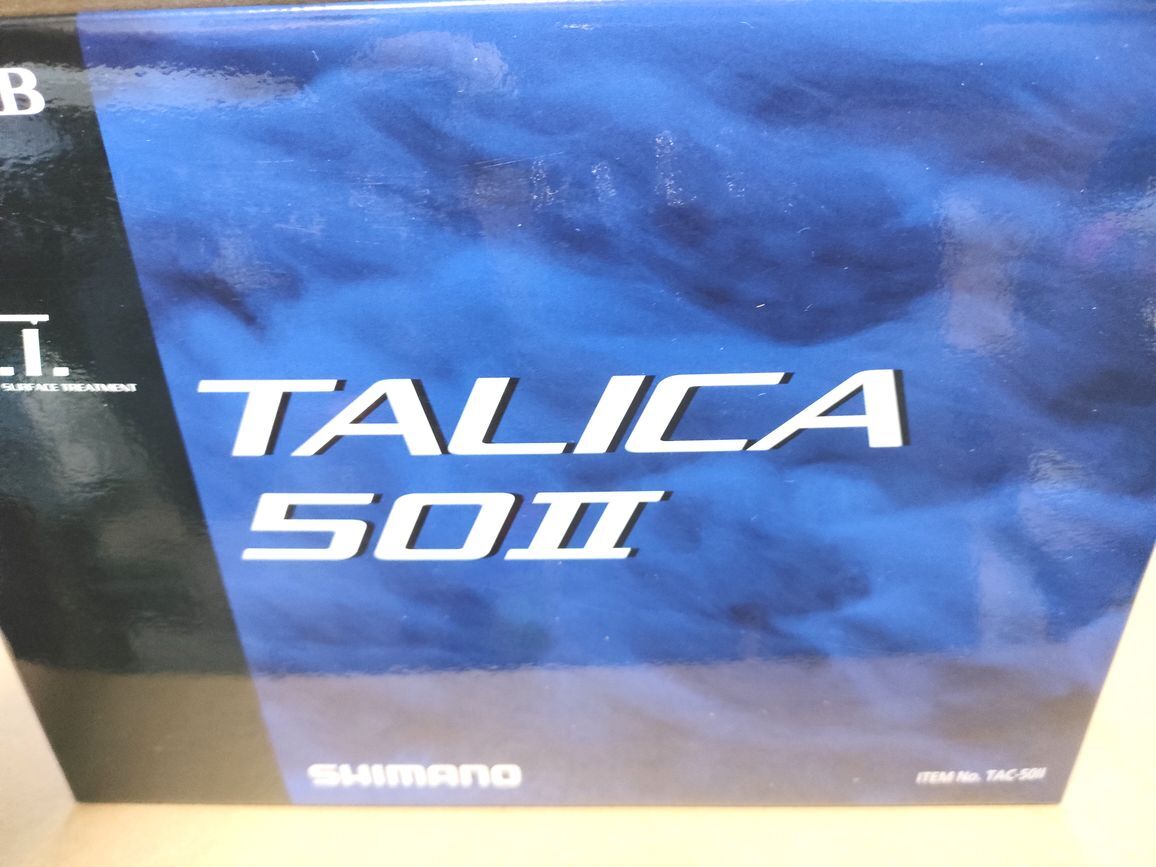 B
.I.
SURFACE TREATMENT
TALICA
50II
SHIMANO
ITEM No. TAC-50II